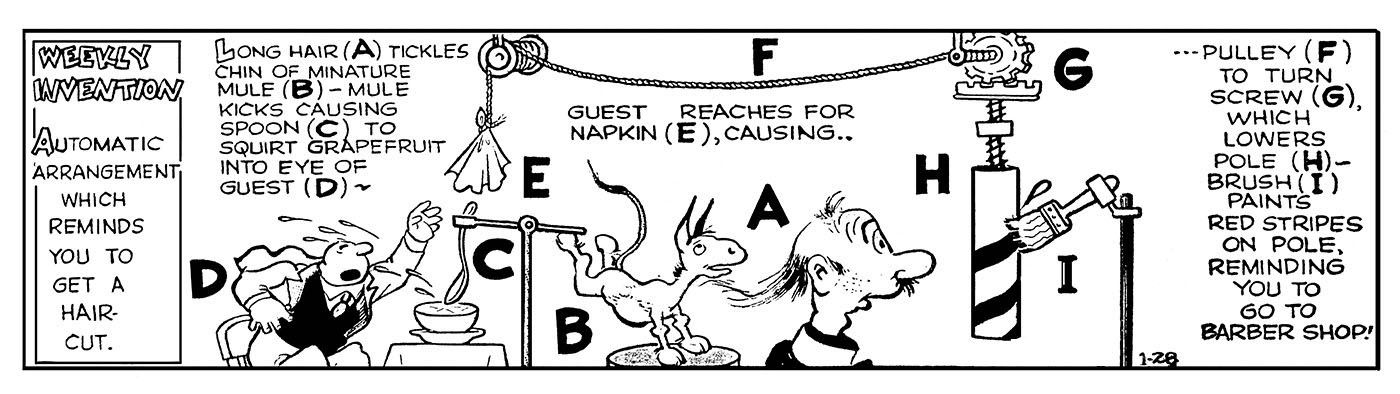 WEEKLY
INVENTION
AUTOMATIC
ARRANGEMENT
WHICH
REMINDS
YOU TO
GET A
HAIR-
CUT.
LONG HAIR (A) TICKLES
CHIN OF MINATURE
MULE (B) - MULE
KICKS CAUSING
SPOON (C) TO
SQUIRT GRAPEFRUIT
INTO EYE OF
GUEST (D) ~
GUEST REACHES FOR
NAPKIN (E), CAUSING..
---PULLEY (F)
TO TURN
SCREW (G),
WHICH
LOWERS
POLE (H)-
BRUSH (I)
PAINTS
RED STRIPES
ON POLE,
REMINDING
YOU TO
GO TO
BARBER SHOP!
F
G
E
H
A
D
C
I
B
1-28